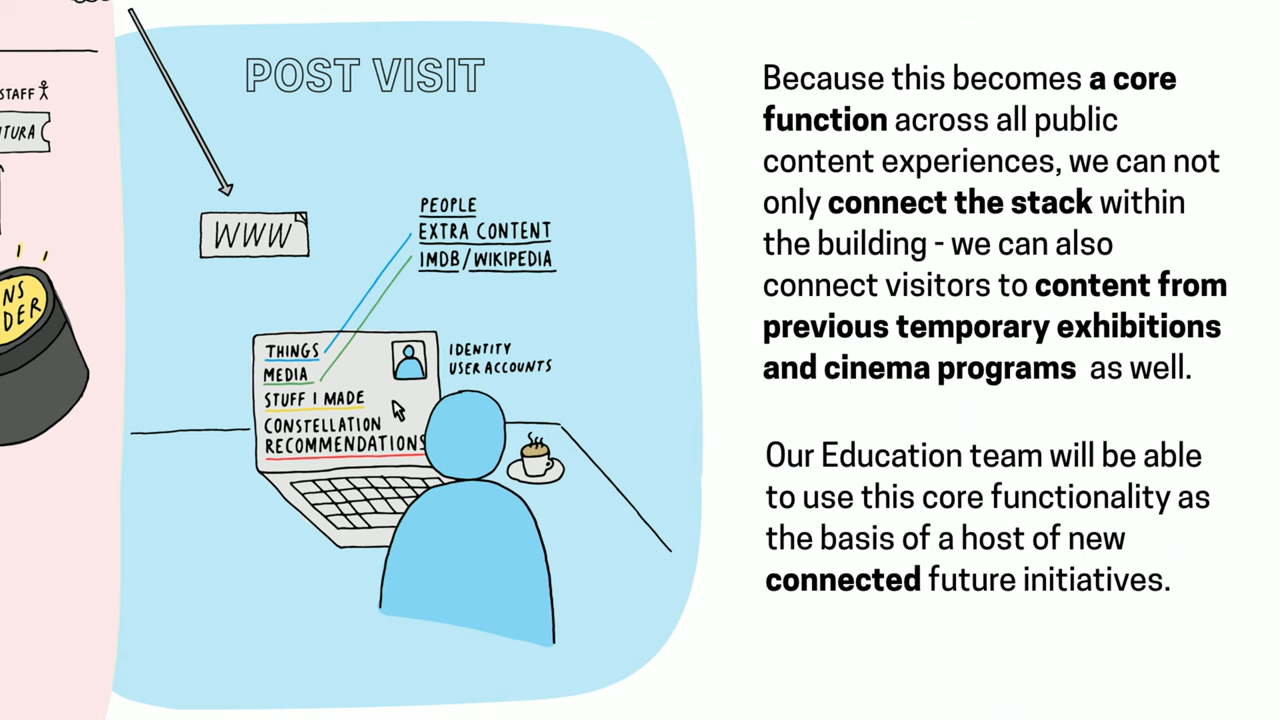 STAFF
TURA
NS
DER
POST VISIT
WWW
PEOPLE
EXTRA CONTENT
IMDB/WIKIPEDIA
THINGS
MEDIA
STUFF I MADE
CONSTELLATION
RECOMMENDATIONS
IDENTITY
USER ACCOUNTS
Because this becomes a core
function across all public
content experiences, we can not
only connect the stack within
the building - we can also
connect visitors to content from
previous temporary exhibitions
and cinema programs as well.
Our Education team will be able
to use this core functionality as
the basis of a host of new
connected future initiatives.